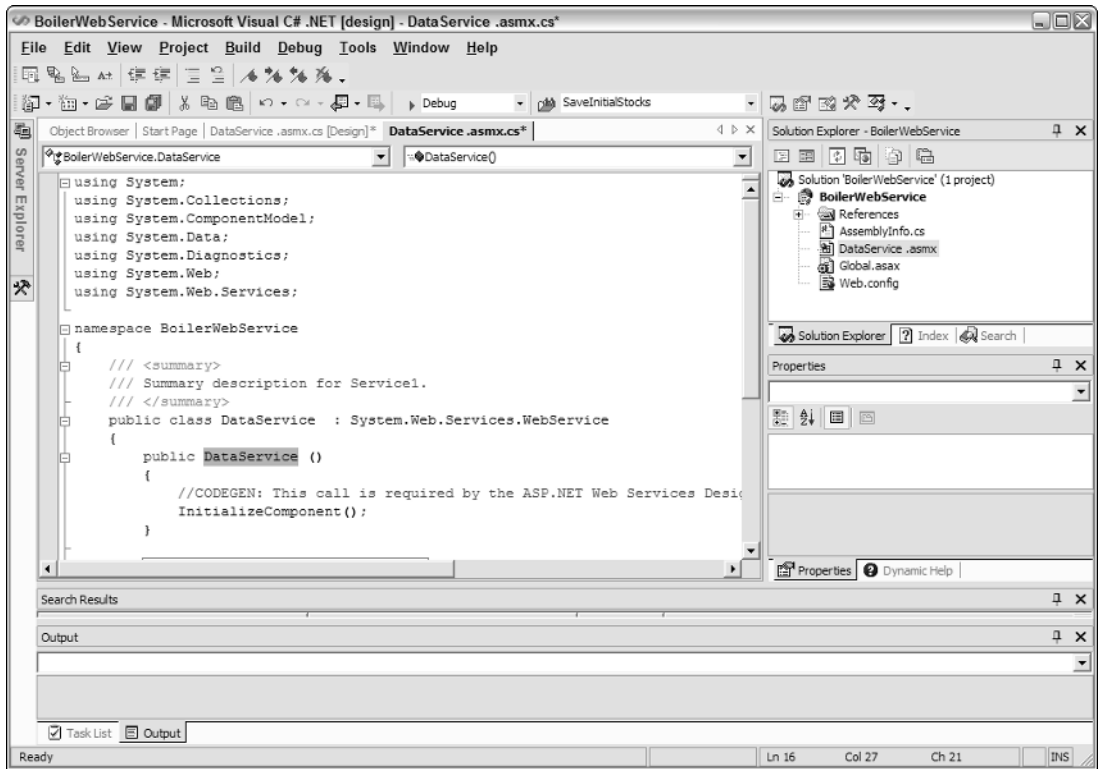 BoilerWebService - Microsoft Visual C# .NET [design] - DataService .asmx.cs*
File Edit View Project Build Debug Tools Window Help
Debug SaveInitialStocks
Object Browser Start Page DataService .asmx.cs [Design]* DataService .asmx.cs*
BoilerWebService.DataService DataService()
Server Explorer
using System;
using System.Collections;
using System.ComponentModel;
using System.Data;
using System.Diagnostics;
using System.Web;
using System.Web.Services;
namespace BoilerWebService
{
/// <summary>
/// Summary description for Service1.
/// </summary>
public class DataService : System.Web.Services.WebService
{
public DataService ()
{
//CODEGEN: This call is required by the ASP.NET Web Services Desig
InitializeComponent();
}
Solution Explorer - BoilerWebService
Solution 'BoilerWebService' (1 project)
BoilerWebService
References
AssemblyInfo.cs
DataService .asmx
Global.asax
Web.config
Solution Explorer Index Search
Properties
Properties Dynamic Help
Search Results
Output
Task List Output
Ready Ln 16 Col 27 Ch 21 INS